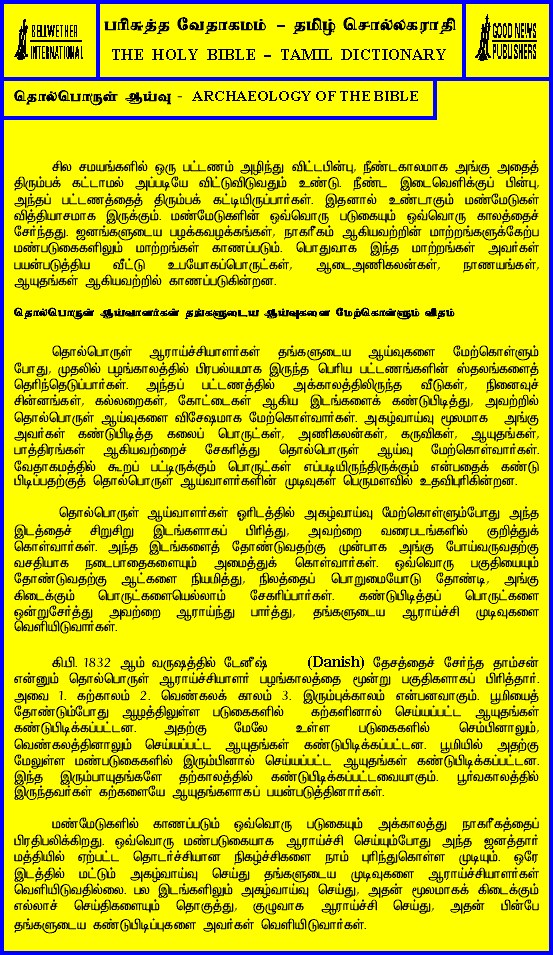 BELLWETHER
INTERNATIONAL
பரிசுத்த வேதாகமம் – தமிழ் சொல்லகராதி
THE HOLY BIBLE – TAMIL DICTIONARY
GOOD NEWS
PUBLISHERS
தொல்பொருள் ஆய்வு - ARCHAEOLOGY OF THE BIBLE
சில சமயங்களில் ஒரு பட்டணம் அழிந்து விட்டபின்பு, நீண்டகாலமாக அங்கு அதைத்
திரும்பக் கட்டாமல் அப்படியே விட்டுவிடுவதும் உண்டு. நீண்ட இடைவெளிக்குப் பின்பு,
அந்தப் பட்டணத்தைத் திரும்பக் கட்டியிருப்பார்கள். இதனால் உண்டாகும் மண்மேடுகள்
வித்தியாசமாக இருக்கும். மண்மேடுகளின் ஒவ்வொரு படுகையும் ஒவ்வொரு காலத்தைச்
சேர்ந்தது. ஜனங்களுடைய பழக்கவழக்கங்கள், நாகரீகம் ஆகியவற்றின் மாற்றங்களுக்கேற்ப
மண்படுகைகளிலும் மாற்றங்கள் காணப்படும். பொதுவாக இந்த மாற்றங்கள் அவர்கள்
பயன்படுத்திய வீட்டு உபயோகப்பொருட்கள், ஆடைஅணிகலன்கள், நாணயங்கள்,
ஆயுதங்கள் ஆகியவற்றில் காணப்படுகின்றன.
தொல்பொருள் ஆய்வாளர்கள் தங்களுடைய ஆய்வுகளை மேற்கொள்ளும் விதம்
தொல்பொருள் ஆராய்ச்சியாளர்கள் தங்களுடைய ஆய்வுகளை மேற்கொள்ளும்
போது, முதலில் பழங்காலத்தில் பிரபல்யமாக இருந்த பெரிய பட்டணங்களின் ஸ்தலங்களைத்
தெரிந்தெடுப்பார்கள். அந்தப் பட்டணத்தில் அக்காலத்திலிருந்த வீடுகள், நினைவுச்
சின்னங்கள், கல்லறைகள், கோட்டைகள் ஆகிய இடங்களைக் கண்டுபிடித்து, அவற்றில்
தொல்பொருள் ஆய்வுகளை விசேஷமாக மேற்கொள்வார்கள். அகழ்வாய்வு மூலமாக அங்கு
அவர்கள் கண்டுபிடித்த கலைப் பொருட்கள், அணிகலன்கள், கருவிகள், ஆயுதங்கள்,
பாத்திரங்கள் ஆகியவற்றைச் சேகரித்து தொல்பொருள் ஆய்வு மேற்கொள்வார்கள்.
வேதாகமத்தில் கூறப் பட்டிருக்கும் பொருட்கள் எப்படியிருந்திருக்கும் என்பதைக் கண்டு
பிடிப்பதற்குத் தொல்பொருள் ஆய்வாளர்களின் முடிவுகள் பெருமளவில் உதவிபுரிகின்றன.
தொல்பொருள் ஆய்வாளர்கள் ஓரிடத்தில் அகழ்வாய்வு மேற்கொள்ளும்போது அந்த
இடத்தைச் சிறுசிறு இடங்களாகப் பிரித்து, அவற்றை வரைபடங்களில் குறித்துக்
கொள்வார்கள். அந்த இடங்களைத் தோண்டுவதற்கு முன்பாக அங்கு போய்வருவதற்கு
வசதியாக நடைபாதைகளையும் அமைத்துக் கொள்வார்கள். ஒவ்வொரு பகுதியையும்
தோண்டுவதற்கு ஆட்களை நியமித்து, நிலத்தைப் பொறுமையோடு தோண்டி, அங்கு
கிடைக்கும் பொருட்களையெல்லாம் சேகரிப்பார்கள். கண்டுபிடித்தப் பொருட்களை
ஒன்றுசேர்த்து அவற்றை ஆராய்ந்து பார்த்து, தங்களுடைய ஆராய்ச்சி முடிவுகளை
வெளியிடுவார்கள்.
கி.பி. 1832 ஆம் வருஷத்தில் டேனீஷ் (Danish) தேசத்தைச் சேர்ந்த தாம்சன்
என்னும் தொல்பொருள் ஆராய்ச்சியாளர் பழங்காலத்தை மூன்று பகுதிகளாகப் பிரித்தார்.
அவை 1. கற்காலம் 2. வெண்கலக் காலம் 3. இரும்புக்காலம் என்பனவாகும். பூமியைத்
தோண்டும்போது ஆழத்திலுள்ள படுகைகளில் கற்களினால் செய்யப்பட்ட ஆயுதங்கள்
கண்டுபிடிக்கப்பட்டன. அதற்கு மேலே உள்ள படுகைகளில் செம்பினாலும்,
வெண்கலத்தினாலும் செய்யப்பட்ட ஆயுதங்கள் கண்டுபிடிக்கப்பட்டன. பூமியில் அதற்கு
மேலுள்ள மண்படுகைகளில் இரும்பினால் செய்யப்பட்ட ஆயுதங்கள் கண்டுபிடிக்கப்பட்டன.
இந்த இரும்பாயுதங்களே தற்காலத்தில் கண்டுபிடிக்கப்பட்டவையாகும். பூர்வகாலத்தில்
இருந்தவர்கள் கற்களையே ஆயுதங்களாகப் பயன்படுத்தினார்கள்.
மண்மேடுகளில் காணப்படும் ஒவ்வொரு படுகையும் அக்காலத்து நாகரீகத்தைப்
பிரதிபலிக்கிறது. ஒவ்வொரு மண்படுகையாக ஆராய்ச்சி செய்யும்போது அந்த ஜனத்தார்
மத்தியில் ஏற்பட்ட தொடர்ச்சியான நிகழ்ச்சிகளை நாம் புரிந்துகொள்ள முடியும். ஒரே
இடத்தில் மட்டும் அகழ்வாய்வு செய்து தங்களுடைய முடிவுகளை ஆராய்ச்சியாளர்கள்
வெளியிடுவதில்லை. பல இடங்களிலும் அகழ்வாய்வு செய்து, அதன் மூலமாகக் கிடைக்கும்
எல்லாச் செய்திகளையும் தொகுத்து, குழுவாக ஆராய்ச்சி செய்து, அதன் பின்பே
தங்களுடைய கண்டுபிடிப்புகளை அவர்கள் வெளியிடுவார்கள்.